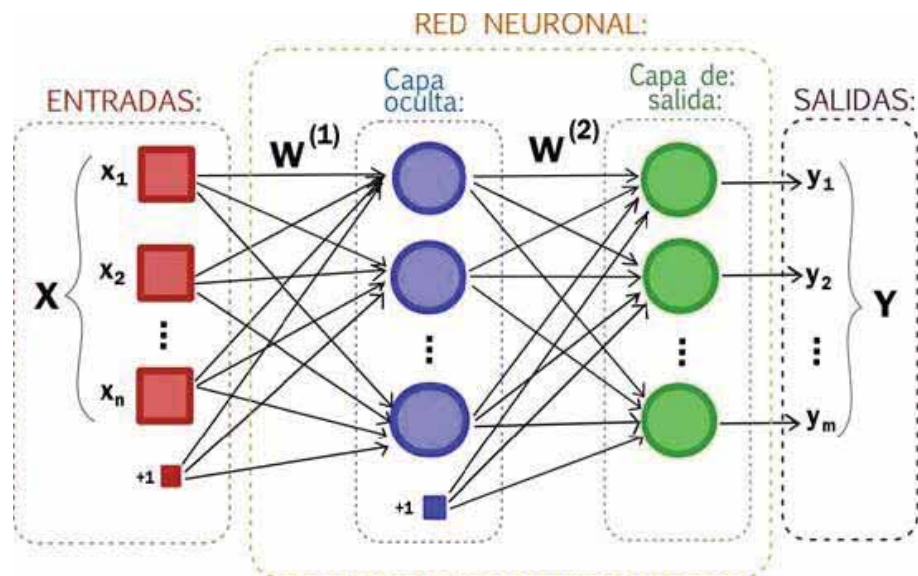 RED NEURONAL:
ENTRADAS:
Capa
oculta:
Capa de:
salida:
SALIDAS:
W(1)
W(2)
x1
y1
x2
y2
X
Y
⋮
⋮
⋮
⋮
xn
ym
+1
+1